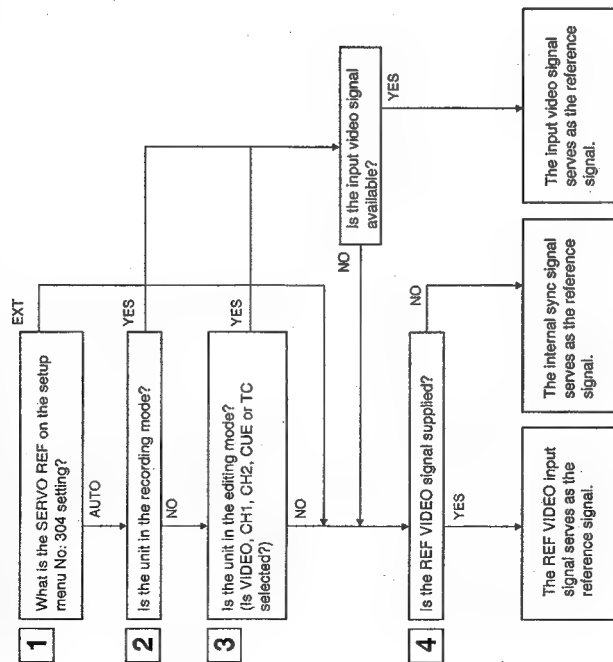 1
What is the SERVO REF on the setup
menu No: 304 setting?
EXT
AUTO
2
Is the unit in the recording mode?
YES
NO
3
Is the unit in the editing mode?
(Is VIDEO, CH1, CH2, CUE or TC
selected?)
YES
NO
Is the input video signal
available?
NO
YES
4
Is the REF VIDEO signal supplied?
NO
YES
The REF VIDEO input
signal serves as the
reference signal.
The internal sync signal
serves as the reference
signal.
The input video signal
serves as the reference
signal.